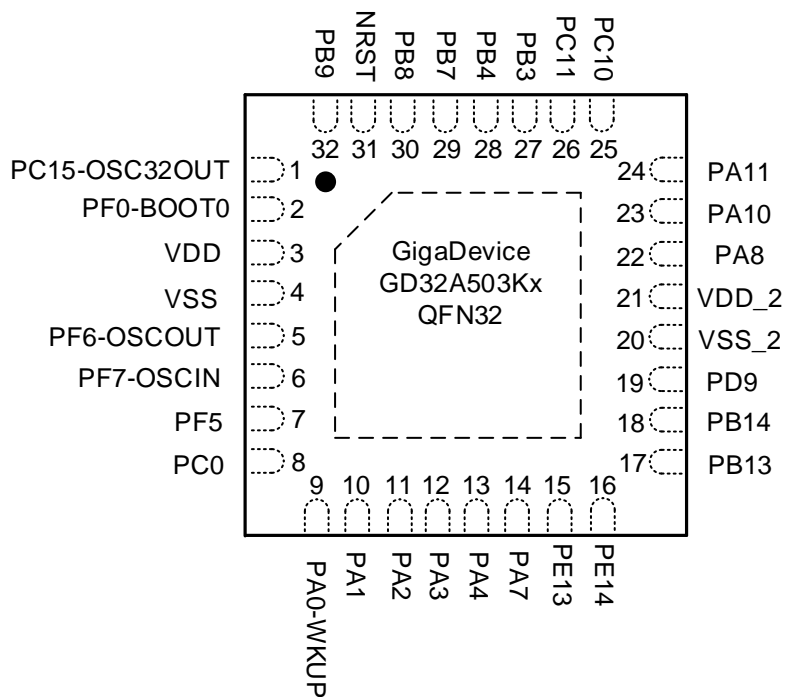 PB9
NRST
PB8
PB7
PB4
PB3
PC11
PC10
32 31 30 29 28 27 26 25
PC15-OSC32OUT 1
PF0-BOOT0 2
VDD 3
VSS 4
PF6-OSCOUT 5
PF7-OSCIN 6
PF5 7
PC0 8
GigaDevice
GD32A503Kx
QFN32
24 PA11
23 PA10
22 PA8
21 VDD_2
20 VSS_2
19 PD9
18 PB14
17 PB13
9 10 11 12 13 14 15 16
PA0-WKUP
PA1
PA2
PA3
PA4
PA7
PE13
PE14